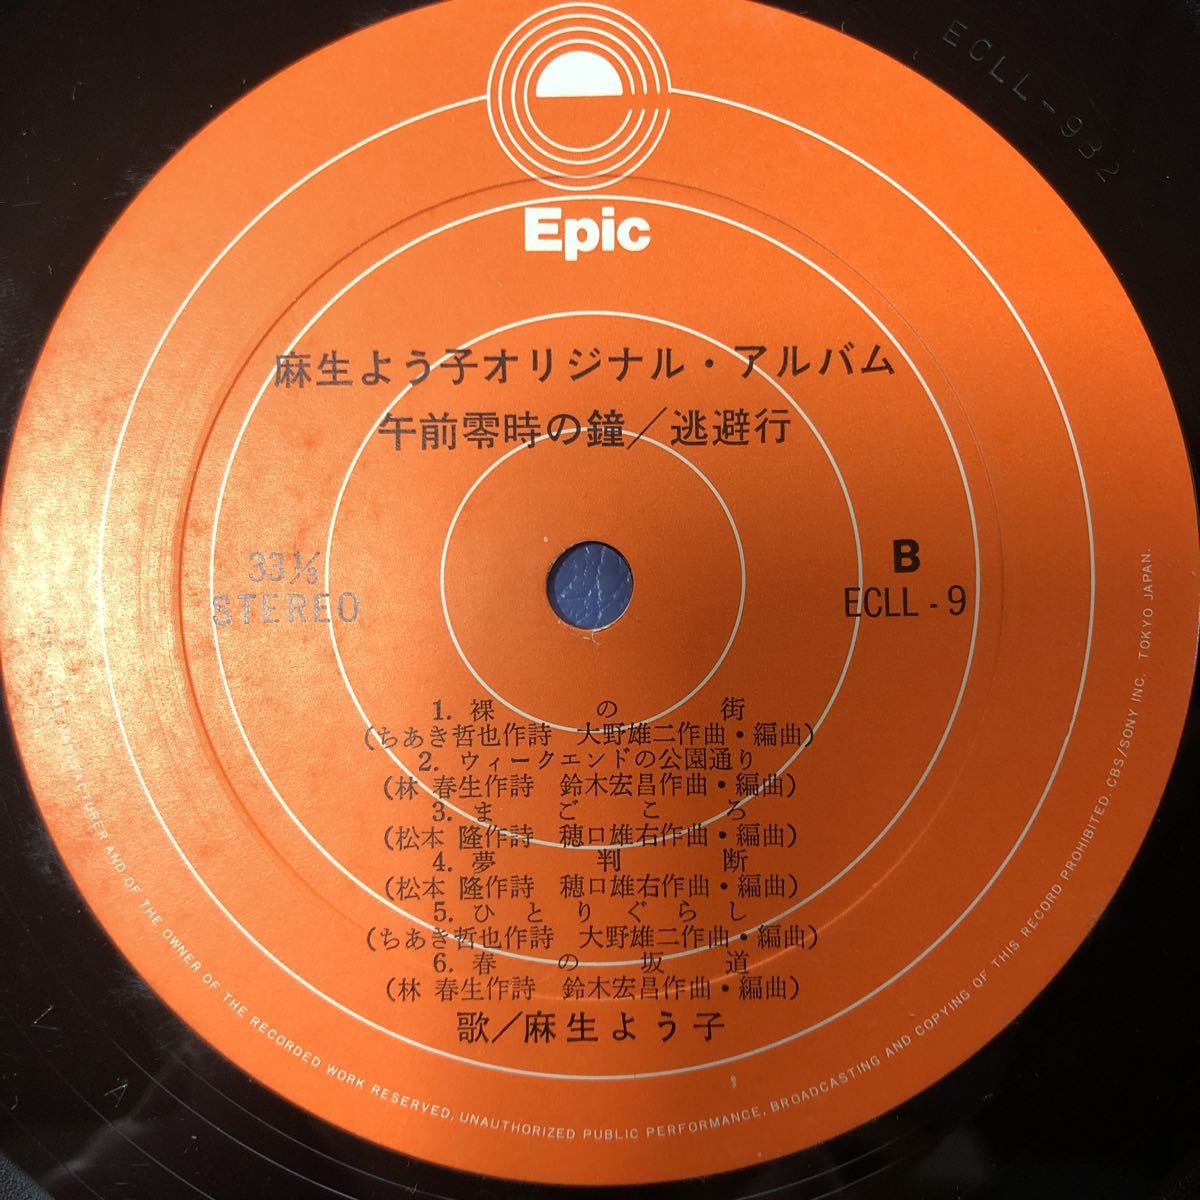 ECLL-932
Epic
麻生よう子オリジナル・アルバム
午前零時の鐘／逃避行
33⅓
STEREO
B
ECLL - 9
1. 裸の街
(ちあき哲也作詩　大野雄二作曲・編曲)
2. ウィークエンドの公園通り
(林 春生作詩　鈴木宏昌作曲・編曲)
3. まごころ
(松本 隆作詩　穂口雄右作曲・編曲)
4. 夢判断
(松本 隆作詩　穂口雄右作曲・編曲)
5. ひとりぐらし
(ちあき哲也作詩　大野雄二作曲・編曲)
6. 春の坂道
(林 春生作詩　鈴木宏昌作曲・編曲)
歌／麻生よう子
MANUFACTURER AND OF THE OWNER OF THE RECORDED WORK RESERVED, UNAUTHORIZED PUBLIC PERFORMANCE, BROADCASTING AND COPYING OF THIS RECORD PROHIBITED. CBS/SONY INC. TOKYO JAPAN.
V A